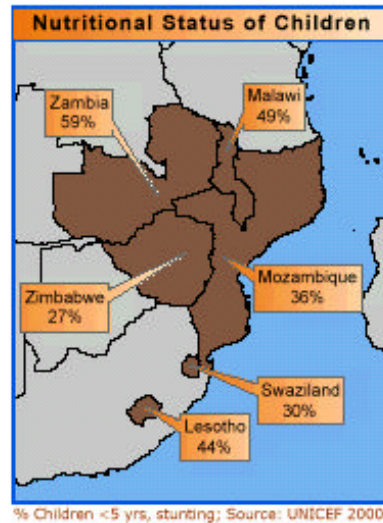 Nutritional Status of Children
Zambia
59%
Malawi
49%
Zimbabwe
27%
Mozambique
36%
Swaziland
30%
Lesotho
44%
% Children <5 yrs, stunting; Source: UNICEF 2000